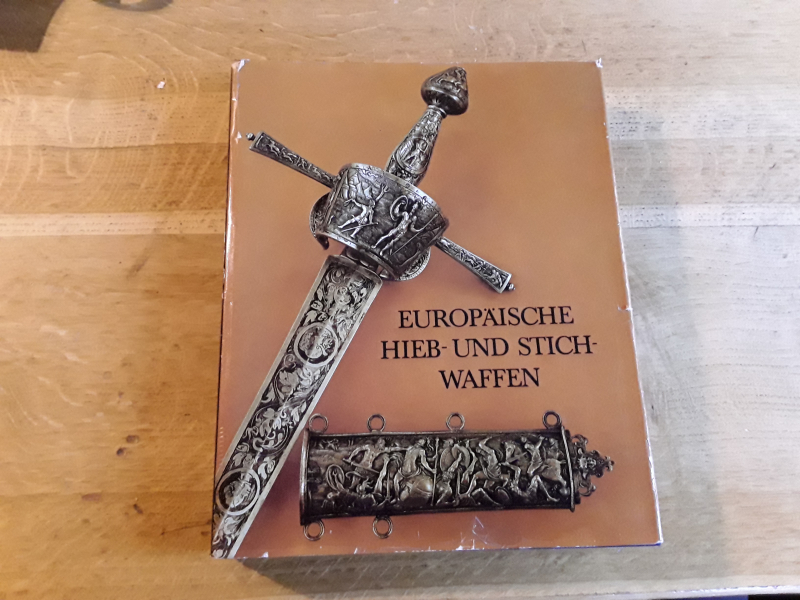 EUROPÄISCHE
HIEB- UND STICH-
WAFFEN